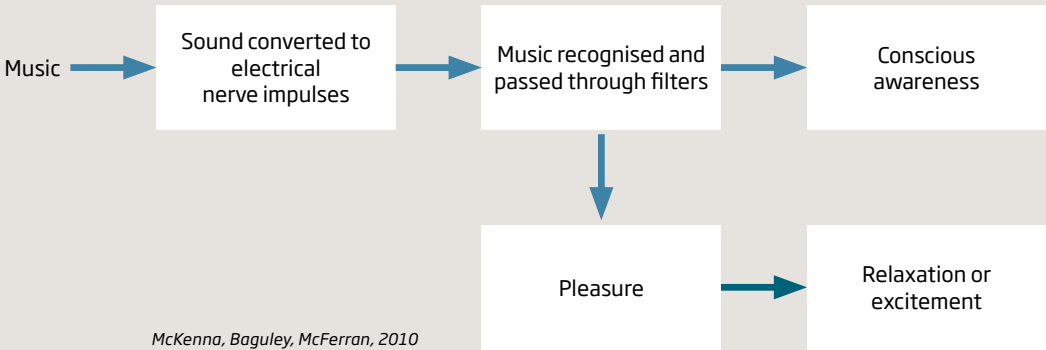 Music
Sound converted to
electrical
nerve impulses
Music recognised and
passed through filters
Conscious
awareness
Pleasure
Relaxation or
excitement
McKenna, Baguley, McFerran, 2010